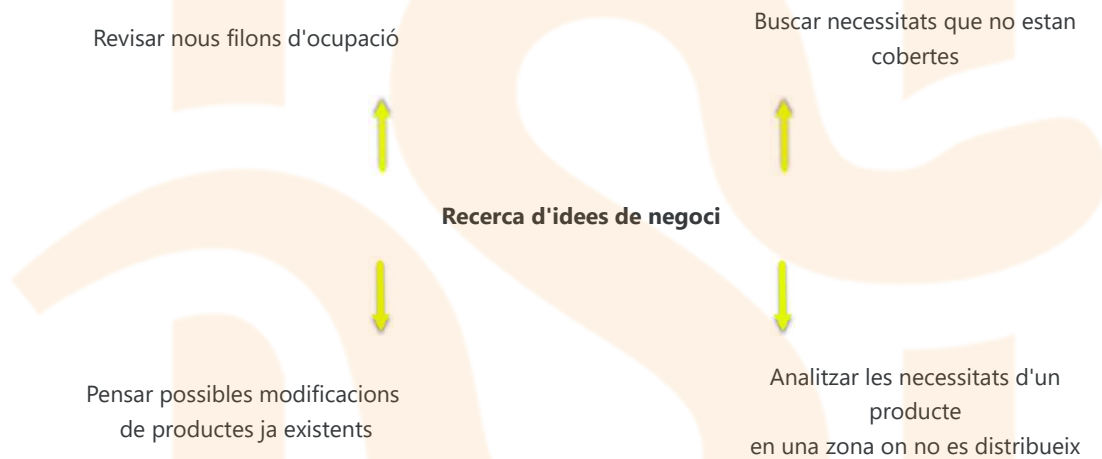 Revisar nous filons d'ocupació
Buscar necessitats que no estan
cobertes
Recerca d'idees de negoci
Pensar possibles modificacions
de productes ja existents
Analitzar les necessitats d'un
producte
en una zona on no es distribueix